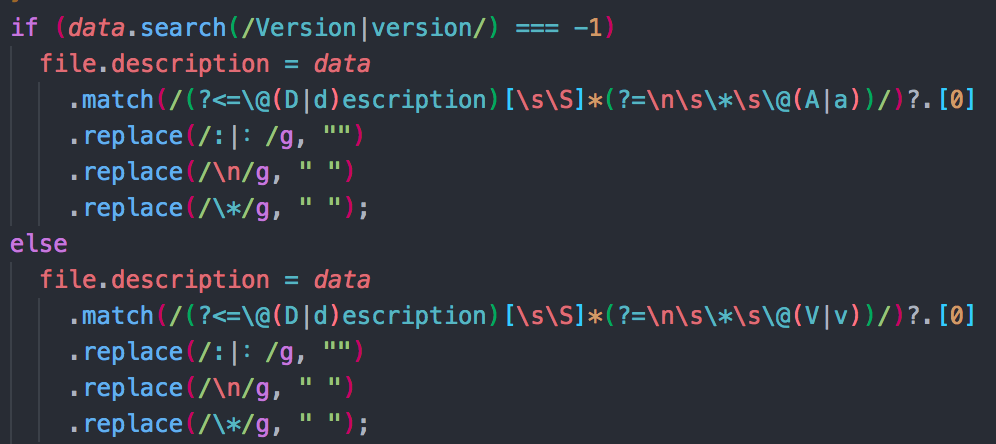 if (data.search(/Version|version/) === -1)
file.description = data
.match(/(?<=\@(D|d)escription)[\s\S]*(?=\n\s\*\s\@(A|a))/)?.[0]
.replace(/:|：/g, "")
.replace(/\n/g, " ")
.replace(/\*/g, " ");
else
file.description = data
.match(/(?<=\@(D|d)escription)[\s\S]*(?=\n\s\*\s\@(V|v))/)?.[0]
.replace(/:|：/g, "")
.replace(/\n/g, " ")
.replace(/\*/g, " ");